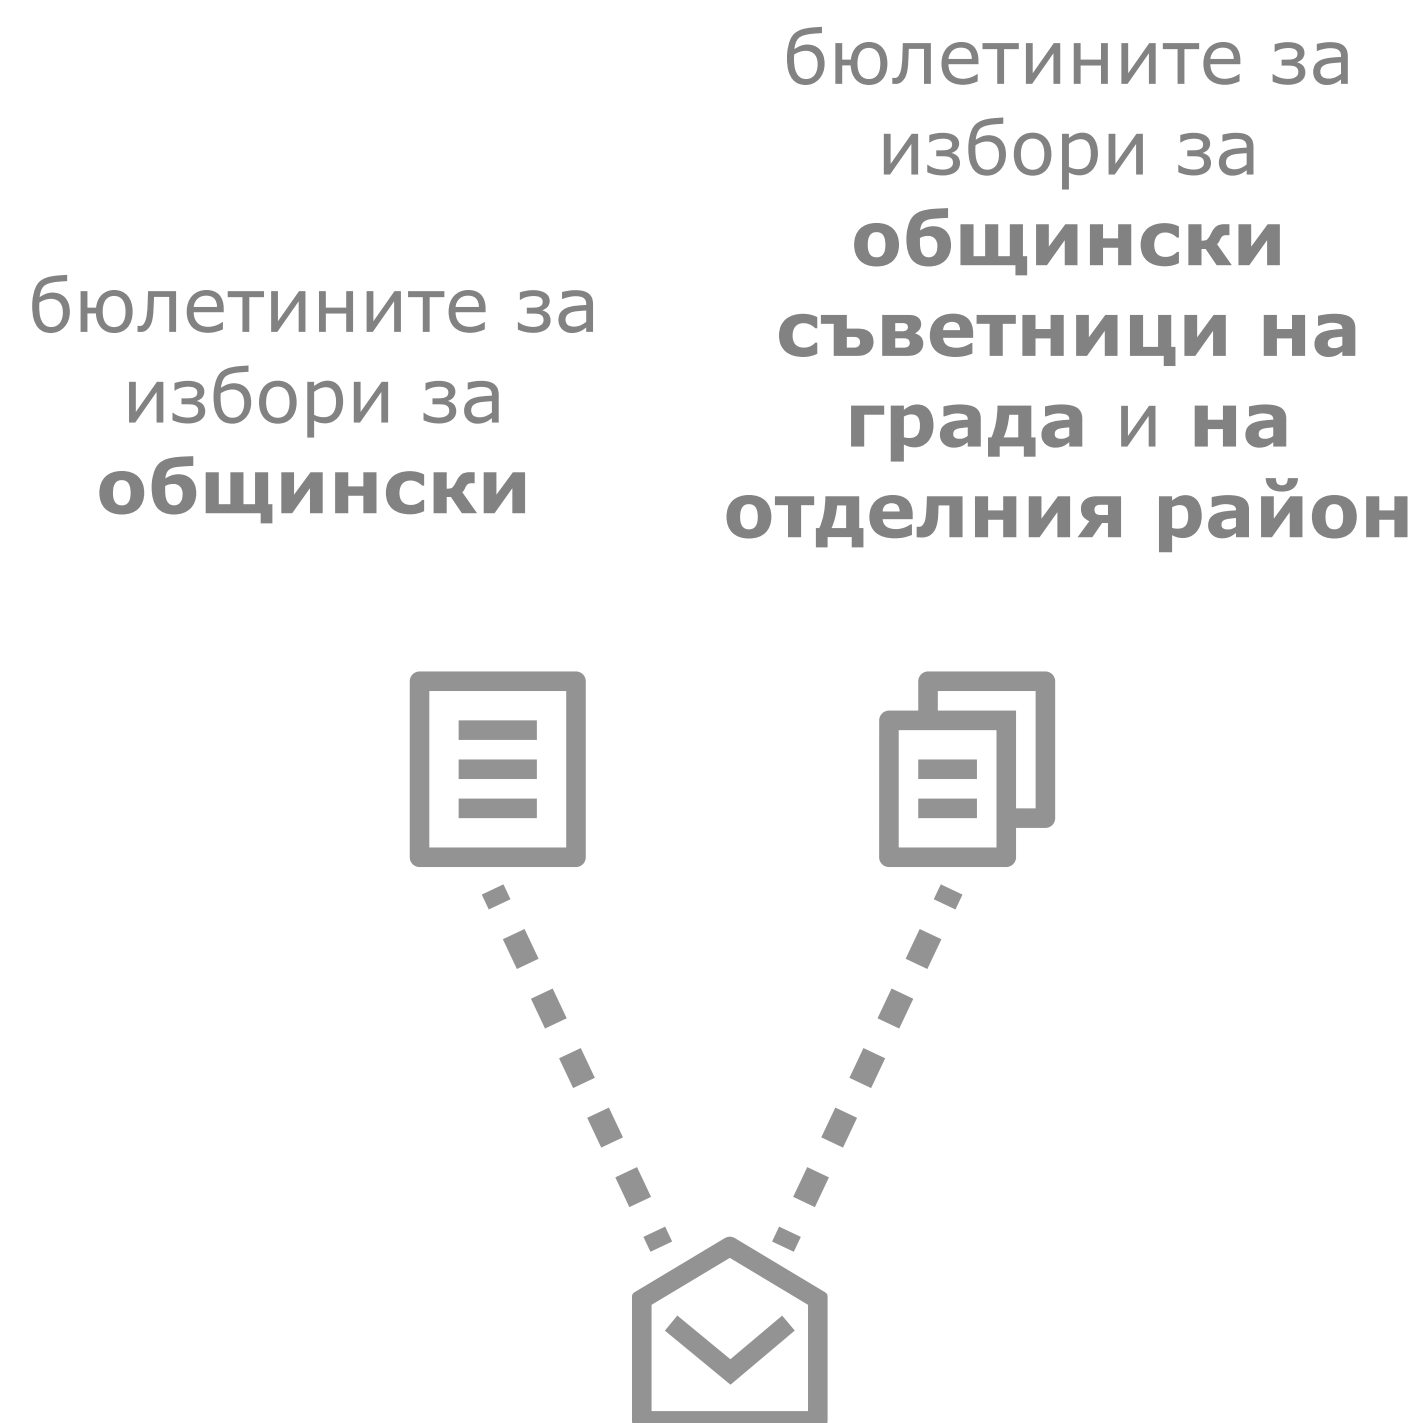 бюлетините за
избори за
общински
бюлетините за
избори за
общински
съветници на
града и на
отделния район